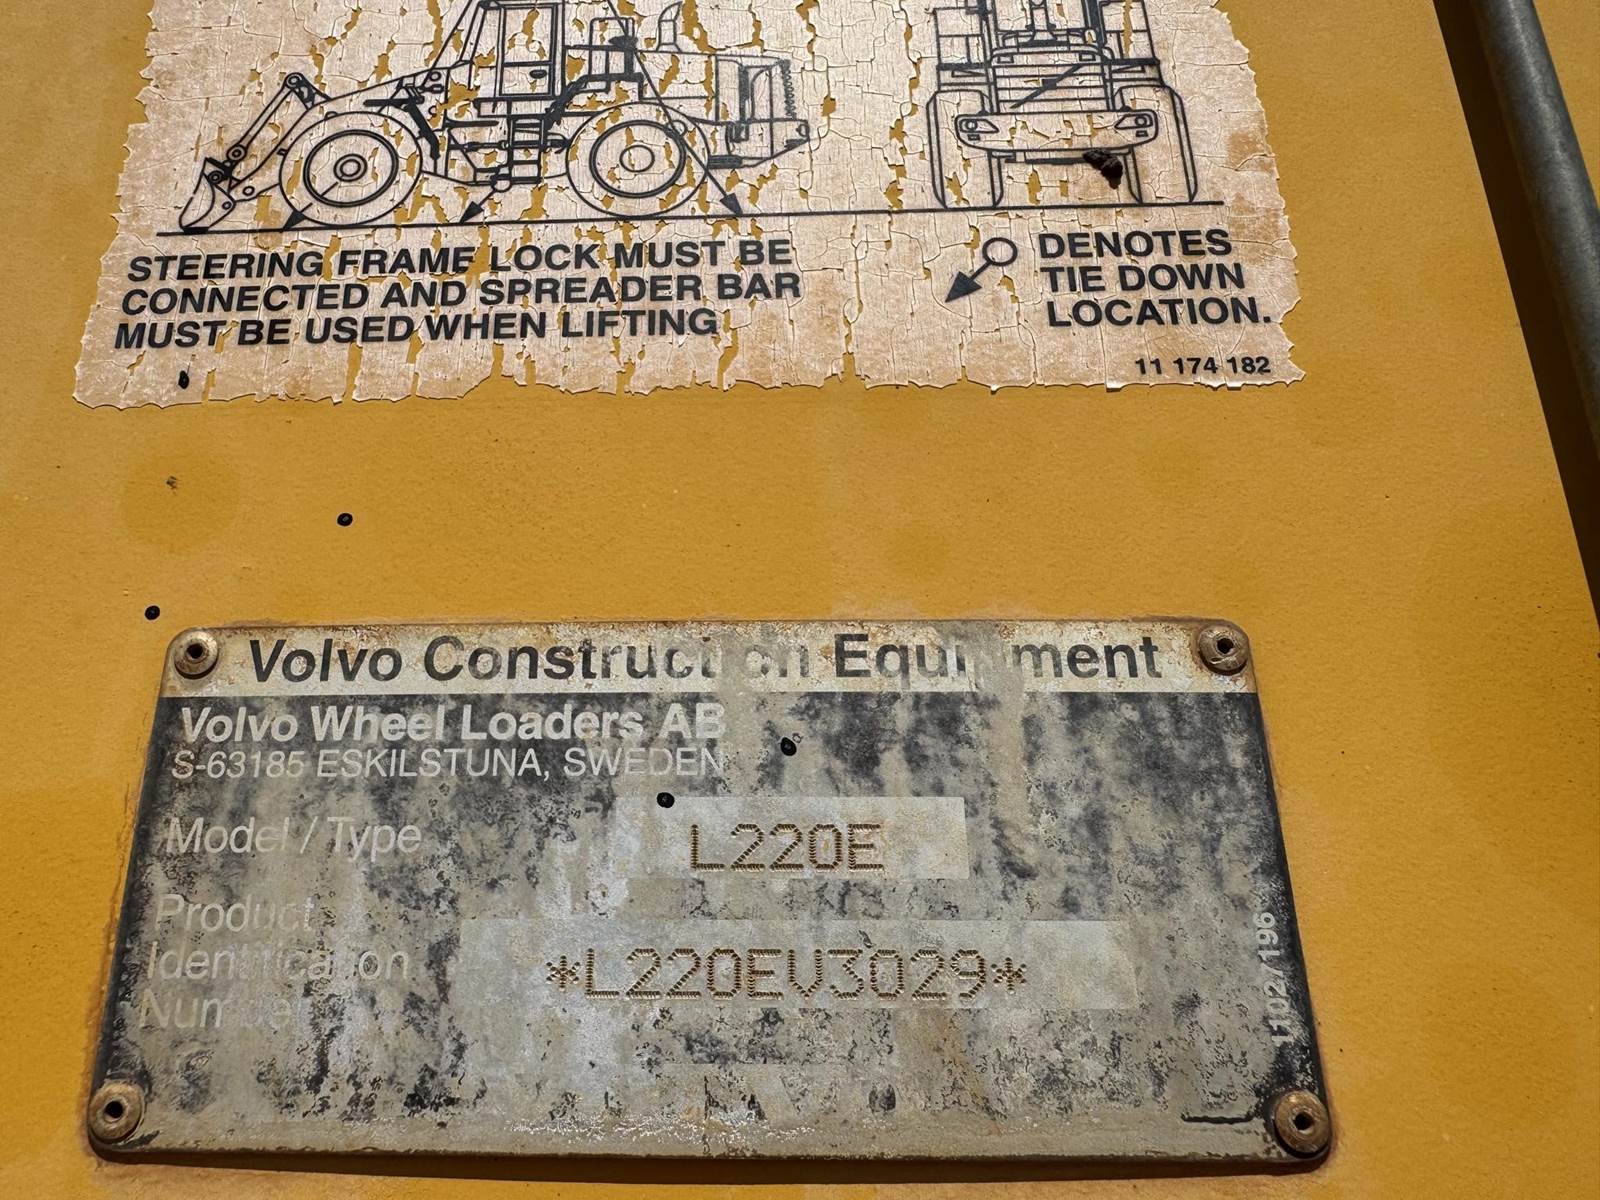 STEERING FRAME LOCK MUST BE
CONNECTED AND SPREADER BAR
MUST BE USED WHEN LIFTING
DENOTES
TIE DOWN
LOCATION.
11 174 182
Volvo Construction Equipment
Volvo Wheel Loaders AB
S-63185 ESKILSTUNA, SWEDEN
Model / Type
L220E
Product
Identification
Number
*L220EV3029*